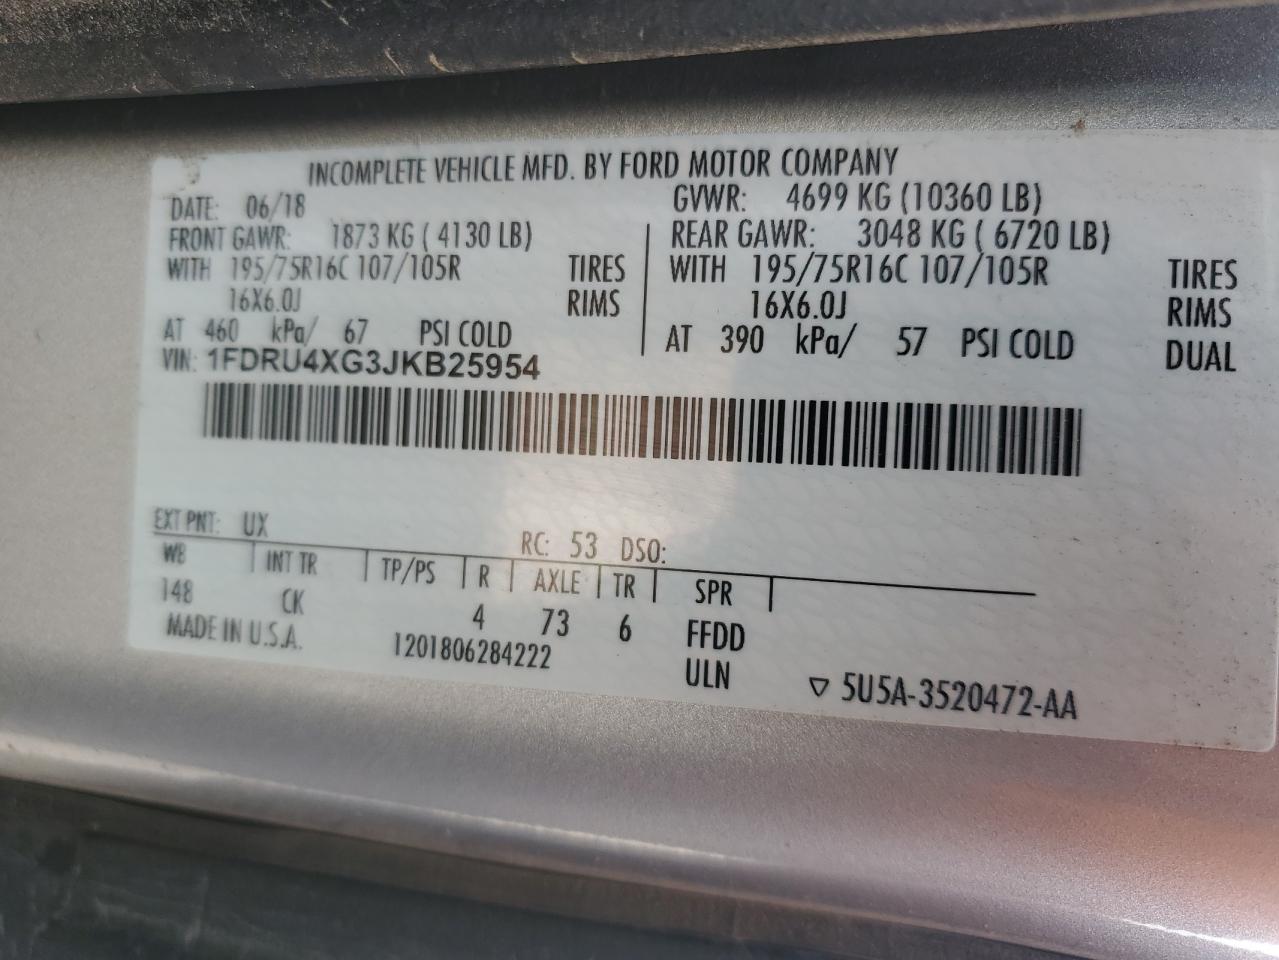 INCOMPLETE VEHICLE MFD. BY FORD MOTOR COMPANY
DATE: 06/18 GVWR: 4699 KG (10360 LB)
FRONT GAWR: 1873 KG ( 4130 LB) REAR GAWR: 3048 KG ( 6720 LB)
WITH 195/75R16C 107/105R TIRES WITH 195/75R16C 107/105R TIRES
16X6.0J RIMS 16X6.0J RIMS
AT 460 kPa/ 67 PSI COLD AT 390 kPa/ 57 PSI COLD DUAL
VIN: 1FDRU4XG3JKB25954
EXT PNT: UX RC: 53 DSO:
WB INT TR TP/PS R AXLE TR SPR
148 CK 4 73 6 FFDD
MADE IN U.S.A. 1201806284222 ULN ▽ 5U5A-3520472-AA